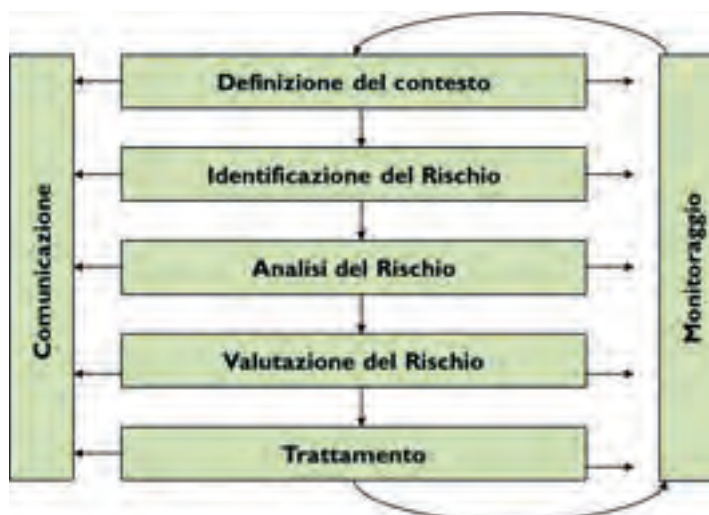 Definizione del contesto
Identificazione del Rischio
Analisi del Rischio
Valutazione del Rischio
Trattamento
Comunicazione
Monitoraggio